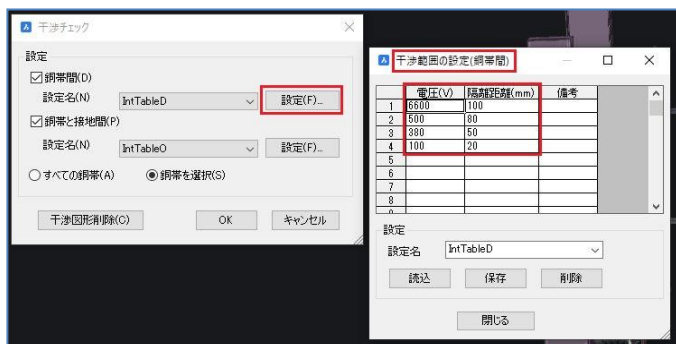 干渉チェック
設定
銅帯間(D)
設定名(N) IntTableD 設定(F)...
銅帯と接地間(P)
設定名(N) IntTableO 設定(F)...
すべての銅帯(A) 銅帯を選択(S)
干渉図形削除(C) OK キャンセル
干渉範囲の設定(銅帯間)
電圧(V) 隔離距離(mm) 備考
1 6600 100
2 500 80
3 380 50
4 100 20
5
6
7
8
設定
設定名 IntTableD
読込 保存 削除
閉じる